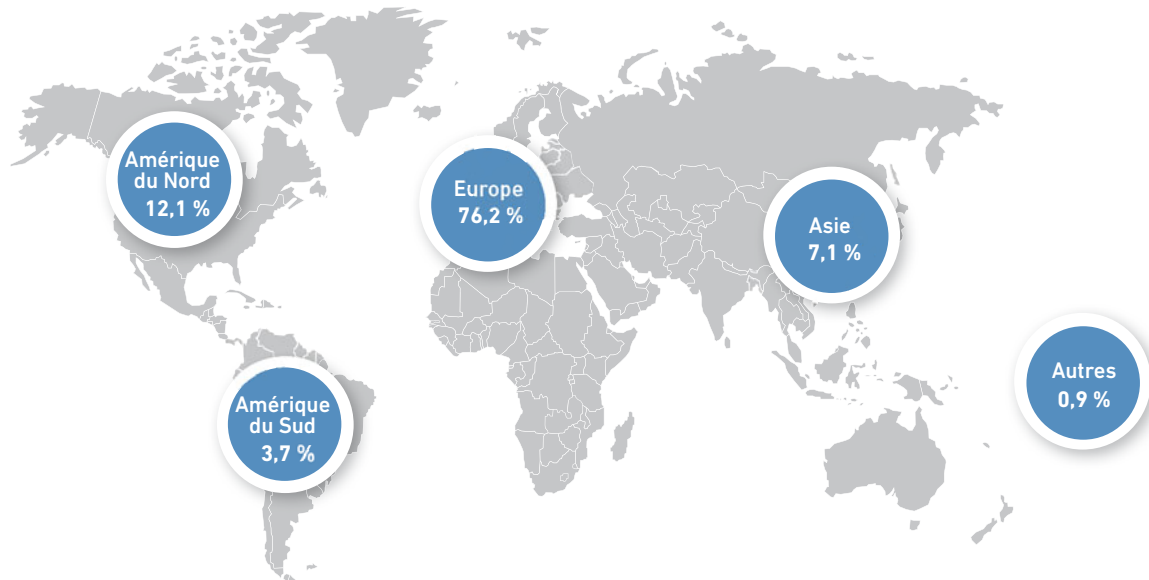 Amérique
du Nord
12,1 %
Europe
76,2 %
Asie
7,1 %
Autres
0,9 %
Amérique
du Sud
3,7 %